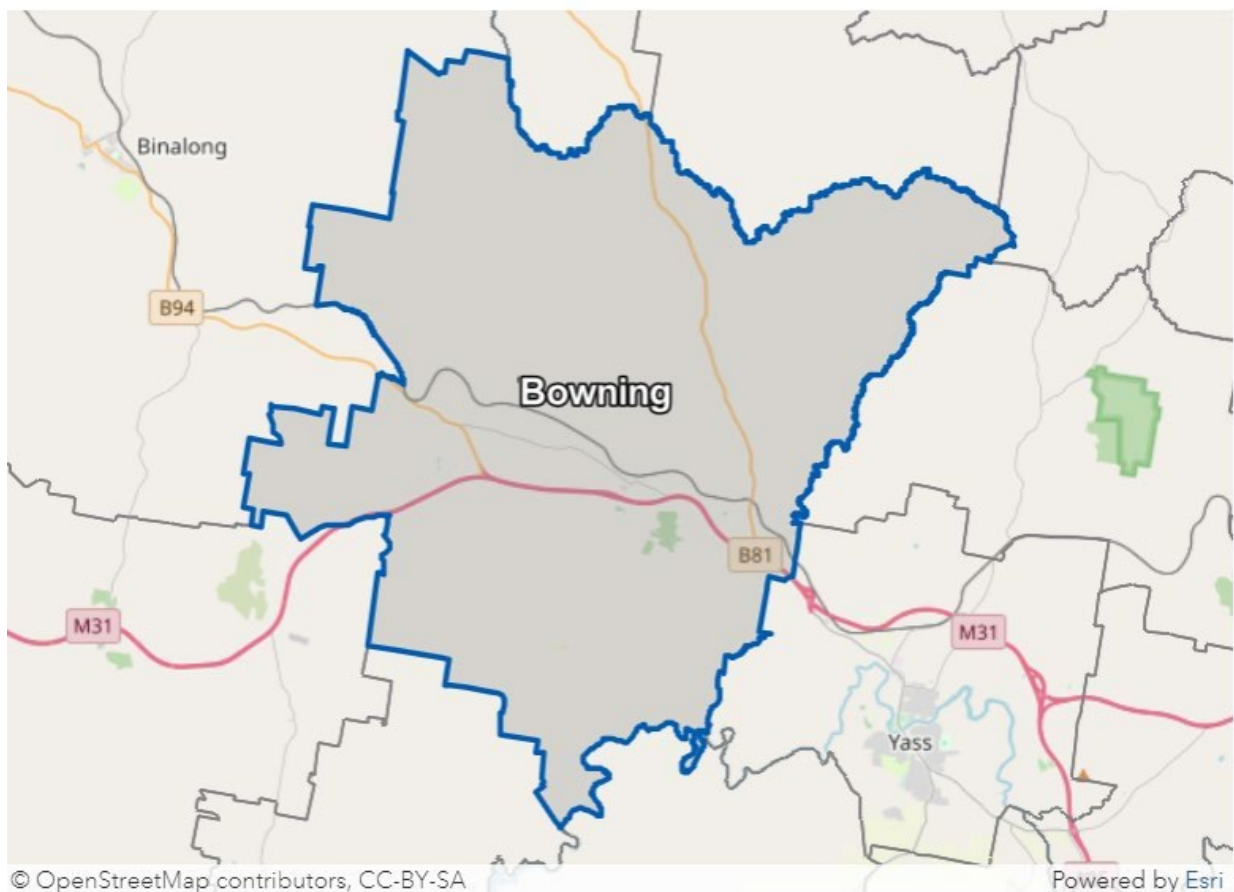 Binalong
B94
Bowning
B81
M31
M31
Yass
© OpenStreetMap contributors, CC-BY-SA
Powered by Esri